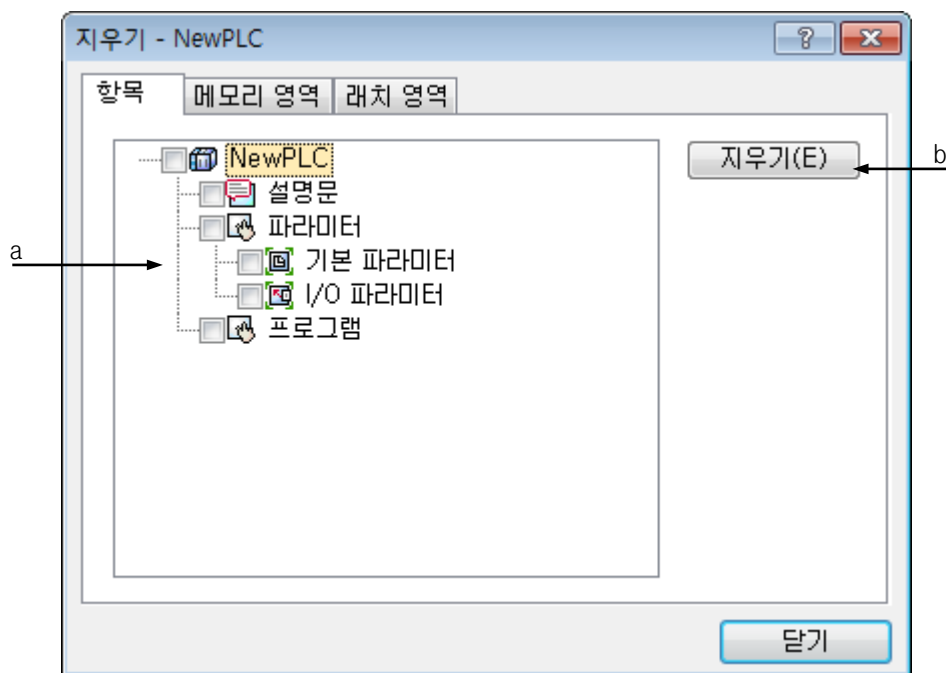 지우기 - NewPLC
항목 메모리 영역 래치 영역
NewPLC 지우기(E) b
설명문
파라미터
a 기본 파라미터
I/O 파라미터
프로그램
닫기